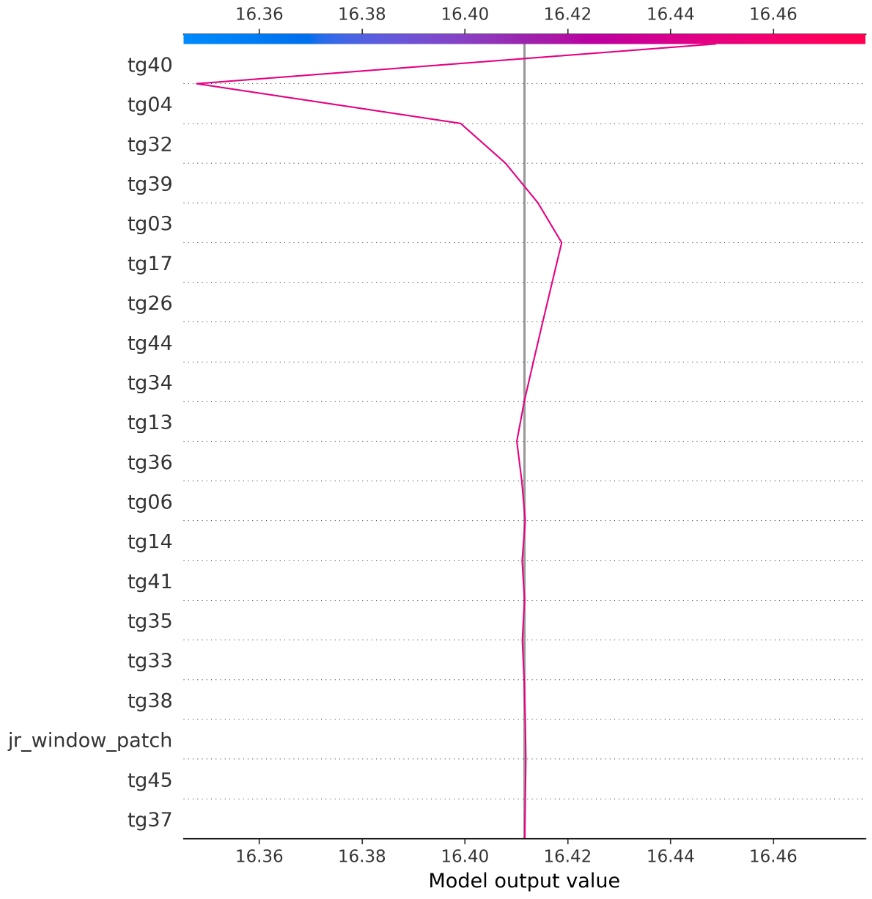 16.36 16.38 16.40 16.42 16.44 16.46
tg40
tg04
tg32
tg39
tg03
tg17
tg26
tg44
tg34
tg13
tg36
tg06
tg14
tg41
tg35
tg33
tg38
jr_window_patch
tg45
tg37
16.36 16.38 16.40 16.42 16.44 16.46
Model output value